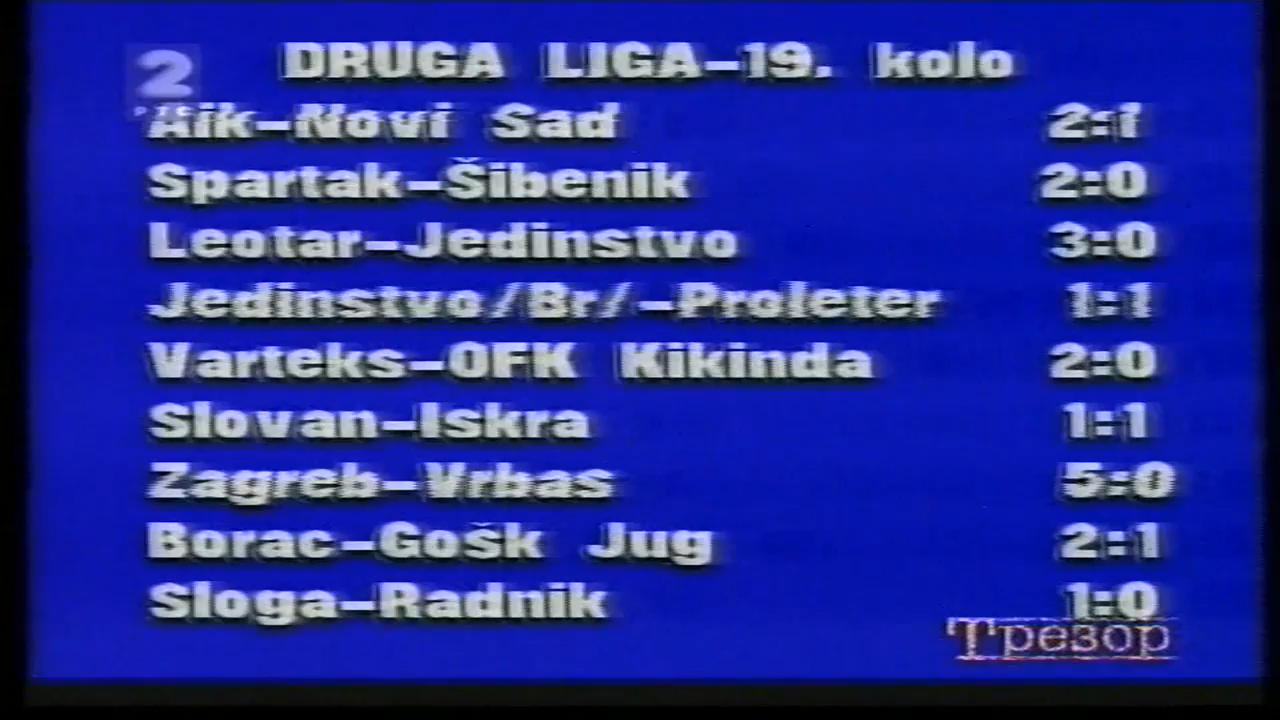 2 DRUGA LIGA-19. kolo
Aik-Novi Sad 2:1
Spartak-Šibenik 2:0
Leotar-Jedinstvo 3:0
Jedinstvo/Br/-Proleter 1:1
Varteks-OFK Kikinda 2:0
Slovan-Iskra 1:1
Zagreb-Vrbas 5:0
Borac-Gošk Jug 2:1
Sloga-Radnik 1:0
Трезор